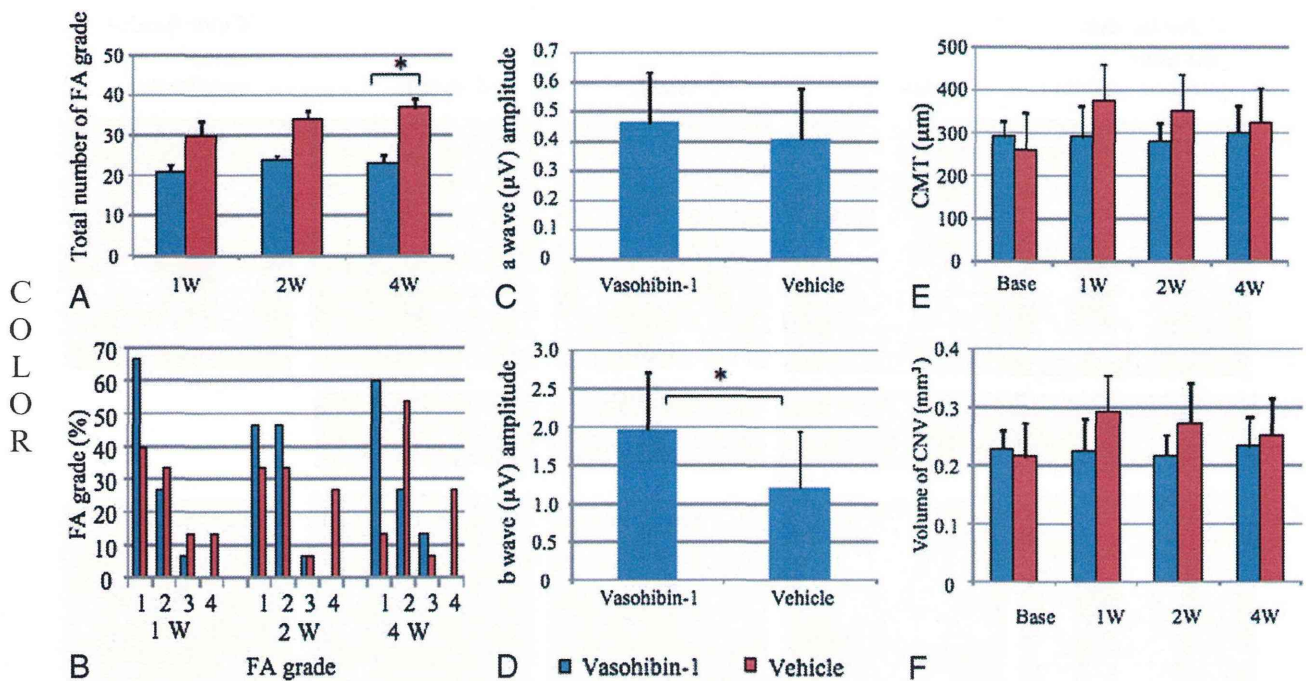 COLOR
50
40
30
20
10
0
Total number of FA grade
*
1W 2W 4W
A
70
60
50
40
30
20
10
0
FA grade (%)
1 2 3 4 1 2 3 4 1 2 3 4
1 W 2 W 4 W
FA grade
B
0.7
0.6
0.5
0.4
0.3
0.2
0.1
0
a wave (μV) amplitude
Vasohibin-1 Vehicle
C
3.0
2.5
2.0
1.5
1.0
0.5
0
b wave (μV) amplitude
*
Vasohibin-1 Vehicle
D
Vasohibin-1 Vehicle
500
400
300
200
100
0
CMT (μm)
Base 1W 2W 4W
E
0.4
0.3
0.2
0.1
0
Volume of CNV (mm³)
Base 1W 2W 4W
F